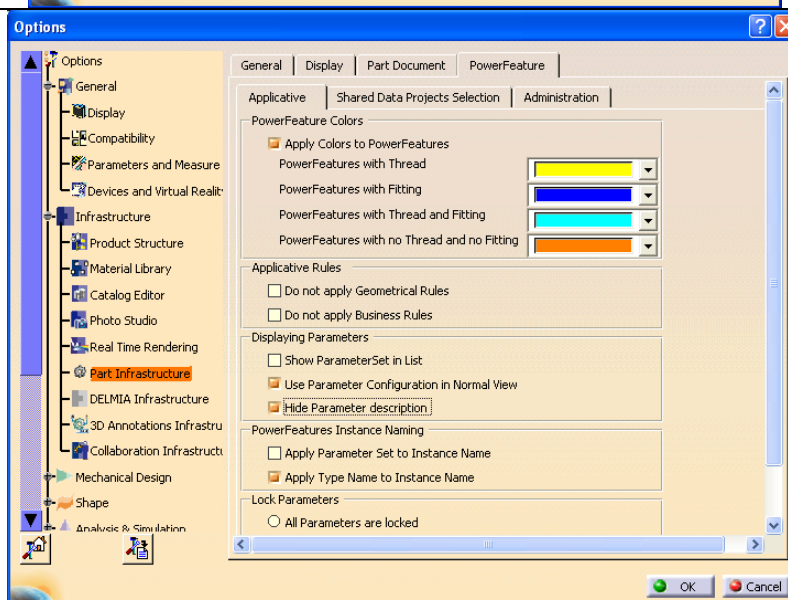 Options
Options
General
Display
Compatibility
Parameters and Measure
Devices and Virtual Realit
Infrastructure
Product Structure
Material Library
Catalog Editor
Photo Studio
Real Time Rendering
Part Infrastructure
DELMIA Infrastructure
3D Annotations Infrastru
Collaboration Infrastructu
Mechanical Design
Shape
Analysis & Simulation
General Display Part Document PowerFeature
Applicative Shared Data Projects Selection Administration
PowerFeature Colors
Apply Colors to PowerFeatures
PowerFeatures with Thread
PowerFeatures with Fitting
PowerFeatures with Thread and Fitting
PowerFeatures with no Thread and no Fitting
Applicative Rules
Do not apply Geometrical Rules
Do not apply Business Rules
Displaying Parameters
Show ParameterSet in List
Use Parameter Configuration in Normal View
Hide Parameter description
PowerFeatures Instance Naming
Apply Parameter Set to Instance Name
Apply Type Name to Instance Name
Lock Parameters
All Parameters are locked
OK Cancel